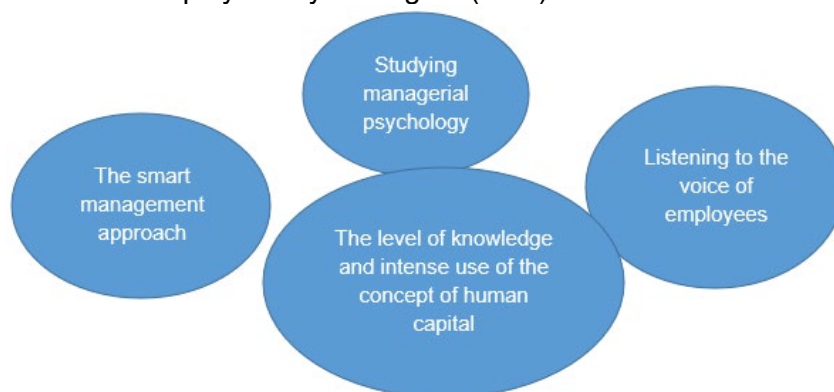 Studying
managerial
psychology
The smart
management
approach
Listening to the
voice of
employees
The level of knowledge
and intense use of the
concept of human
capital